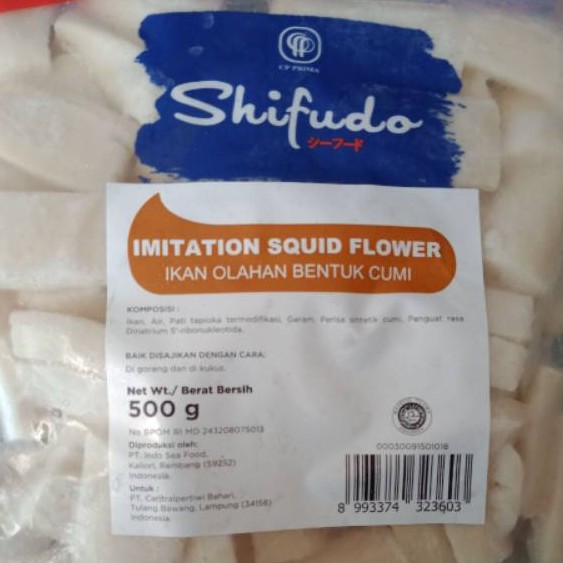 CP PRIMA
Shifudo
シーフード
IMITATION SQUID FLOWER
IKAN OLAHAN BENTUK CUMI
KOMPOSISI :
Ikan, Air, Pati tapioka termodifikasi, Garam, Perisa sintetik cumi, Penguat rasa
Dinatrium 5'-ribonukleotida.
BAIK DISAJIKAN DENGAN CARA:
Di goreng dan di kukus.
Net Wt./ Berat Bersih
500 g
No BPOM RI MD 243208075013
Diproduksi oleh:
PT. Indo Sea Food,
Kaliori, Rembang (59252)
Indonesia.
Untuk :
PT. Centralpertiwi Bahari,
Tulang Bawang, Lampung (34156)
Indonesia
00030091501018
8 993374 323603